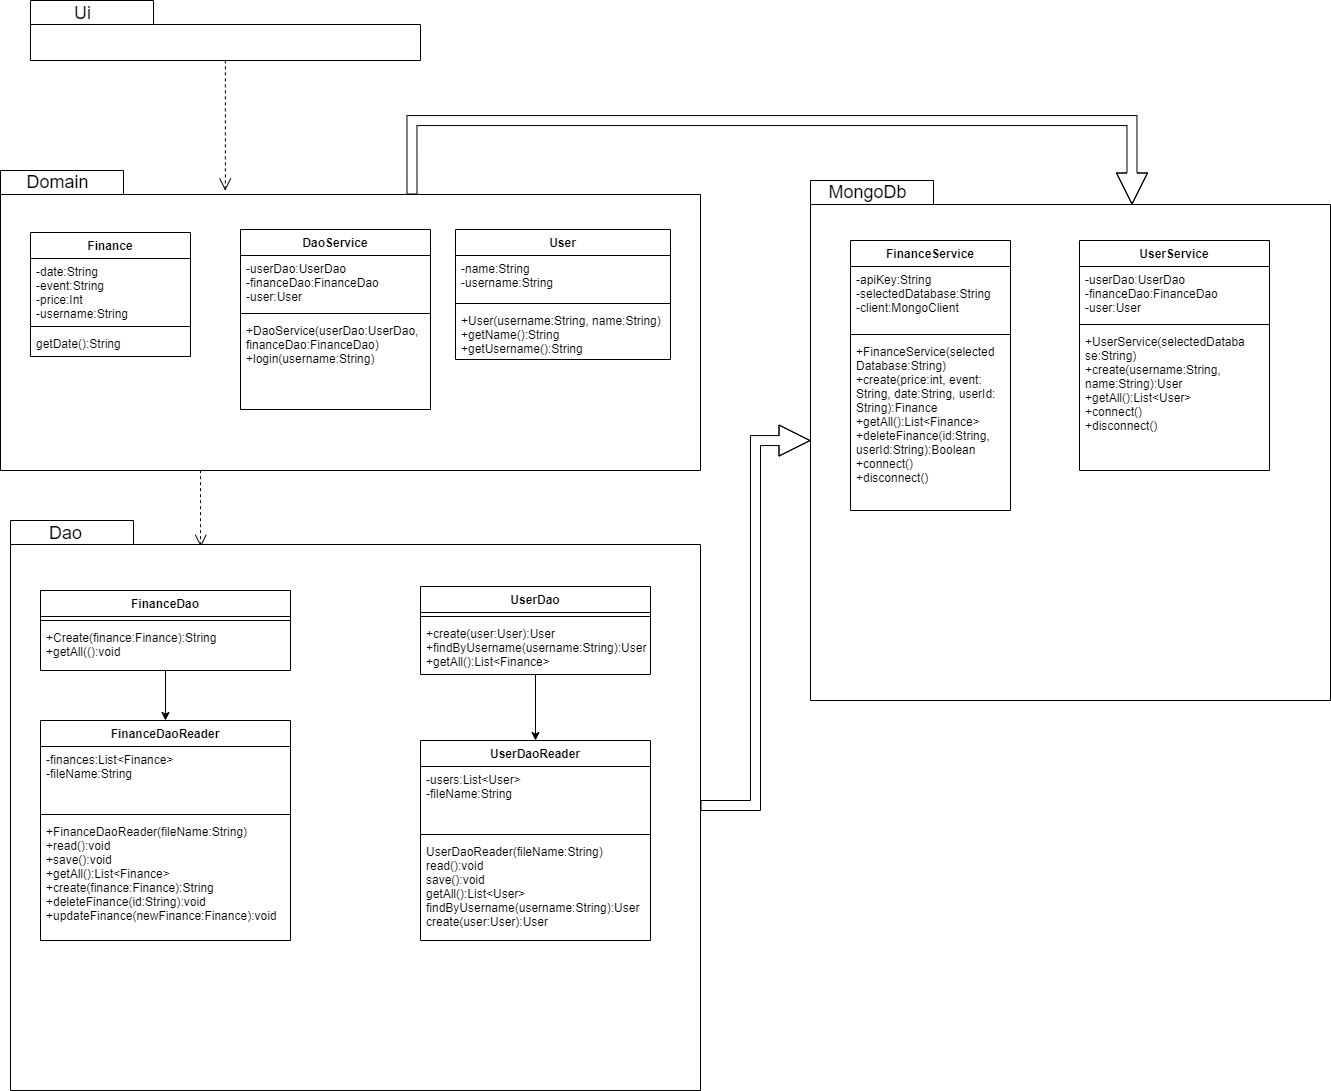 Ui
Domain
Finance
-date:String
-event:String
-price:Int
-username:String
getDate():String
DaoService
-userDao:UserDao
-financeDao:FinanceDao
-user:User
+DaoService(userDao:UserDao,
financeDao:FinanceDao)
+login(username:String)
User
-name:String
-username:String
+User(username:String, name:String)
+getName():String
+getUsername():String
MongoDb
FinanceService
-apiKey:String
-selectedDatabase:String
-client:MongoClient
+FinanceService(selected
Database:String)
+create(price:int, event:
String, date:String, userId:
String):Finance
+getAll():List<Finance>
+deleteFinance(id:String,
userId:String):Boolean
+connect()
+disconnect()
UserService
-userDao:UserDao
-financeDao:FinanceDao
-user:User
+UserService(selectedDataba
se:String)
+create(username:String,
name:String):User
+getAll():List<User>
+connect()
+disconnect()
Dao
FinanceDao
+Create(finance:Finance):String
+getAll(():void
UserDao
+create(user:User):User
+findByUsername(username:String):User
+getAll():List<Finance>
FinanceDaoReader
-finances:List<Finance>
-fileName:String
+FinanceDaoReader(fileName:String)
+read():void
+save():void
+getAll():List<Finance>
+create(finance:Finance):String
+deleteFinance(id:String):void
+updateFinance(newFinance:Finance):void
UserDaoReader
-users:List<User>
-fileName:String
UserDaoReader(fileName:String)
read():void
save():void
getAll():List<User>
findByUsername(username:String):User
create(user:User):User